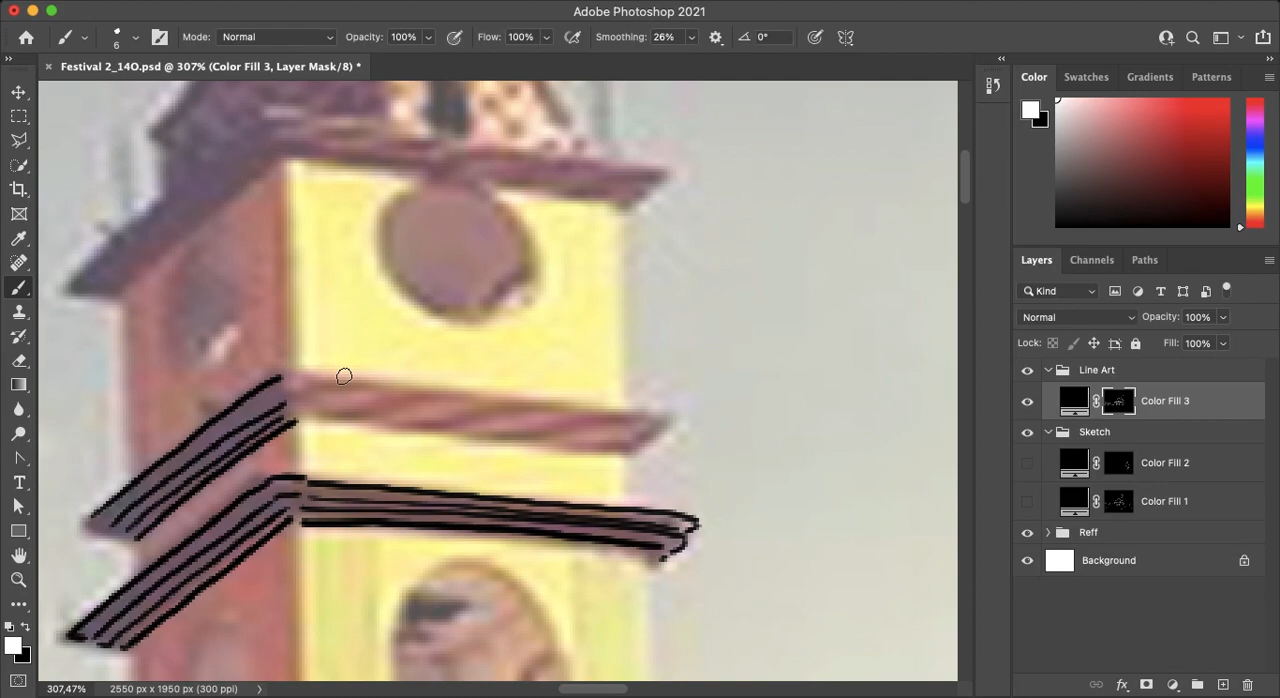 Adobe Photoshop 2021
6 Mode: Normal Opacity: 100% Flow: 100% Smoothing: 26% 0°
× Festival 2_14O.psd @ 307% (Color Fill 3, Layer Mask/8) *
Color Swatches Gradients Patterns
Layers Channels Paths
Kind
Normal Opacity: 100%
Lock: Fill: 100%
Line Art
Color Fill 3
Sketch
Color Fill 2
Color Fill 1
Reff
Background
307,47% 2550 px x 1950 px (300 ppi)